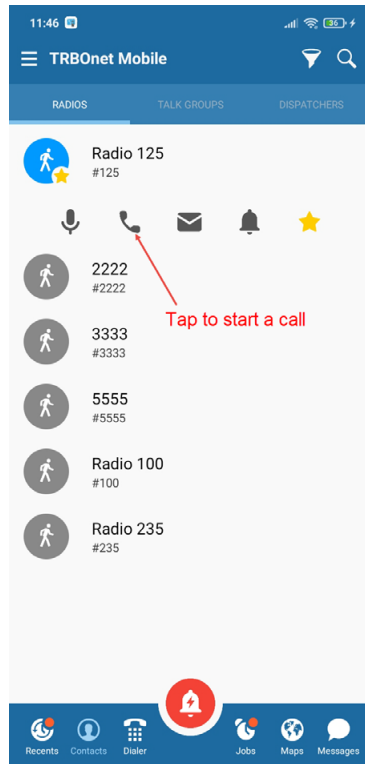 11:46
36
TRBOnet Mobile
RADIOS TALK GROUPS DISPATCHERS
Radio 125
#125
Tap to start a call
2222
#2222
3333
#3333
5555
#5555
Radio 100
#100
Radio 235
#235
Recents Contacts Dialer Jobs Maps Messages